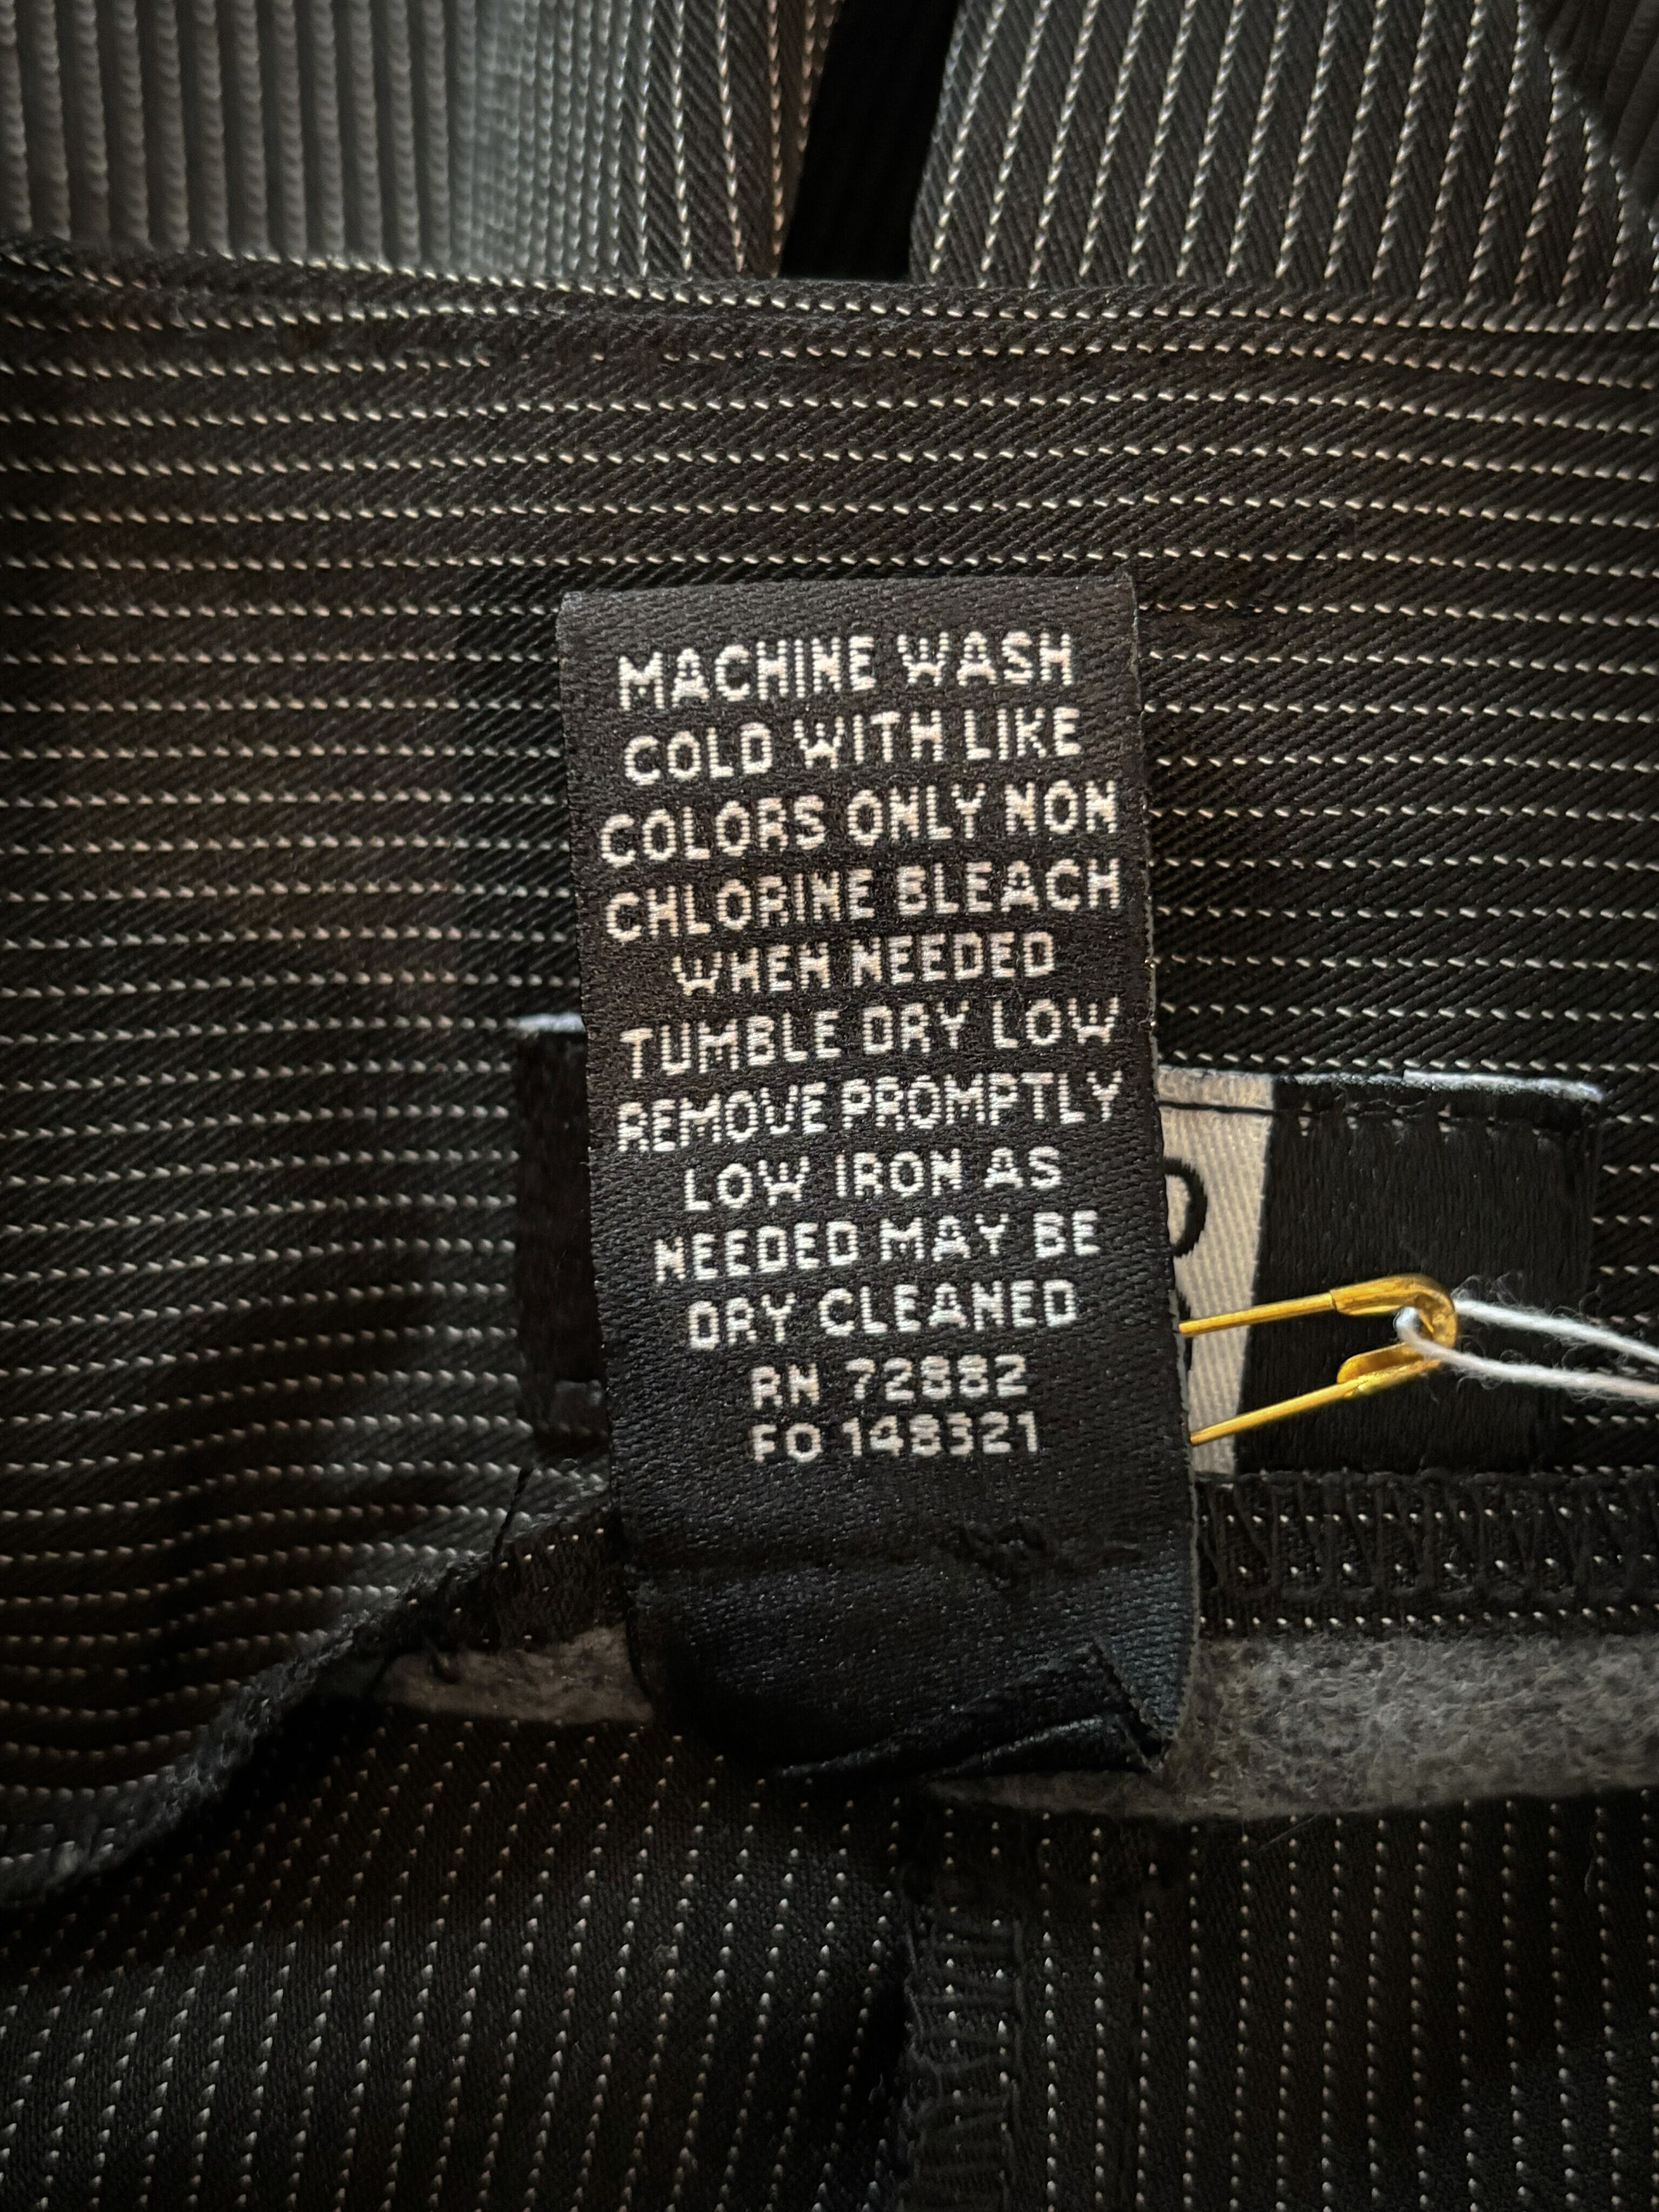 MACHINE WASH
COLD WITH LIKE
COLORS ONLY NON
CHLORINE BLEACH
WHEN NEEDED
TUMBLE DRY LOW
REMOVE PROMPTLY
LOW IRON AS
NEEDED MAY BE
DRY CLEANED
RN 72882
FO 148321